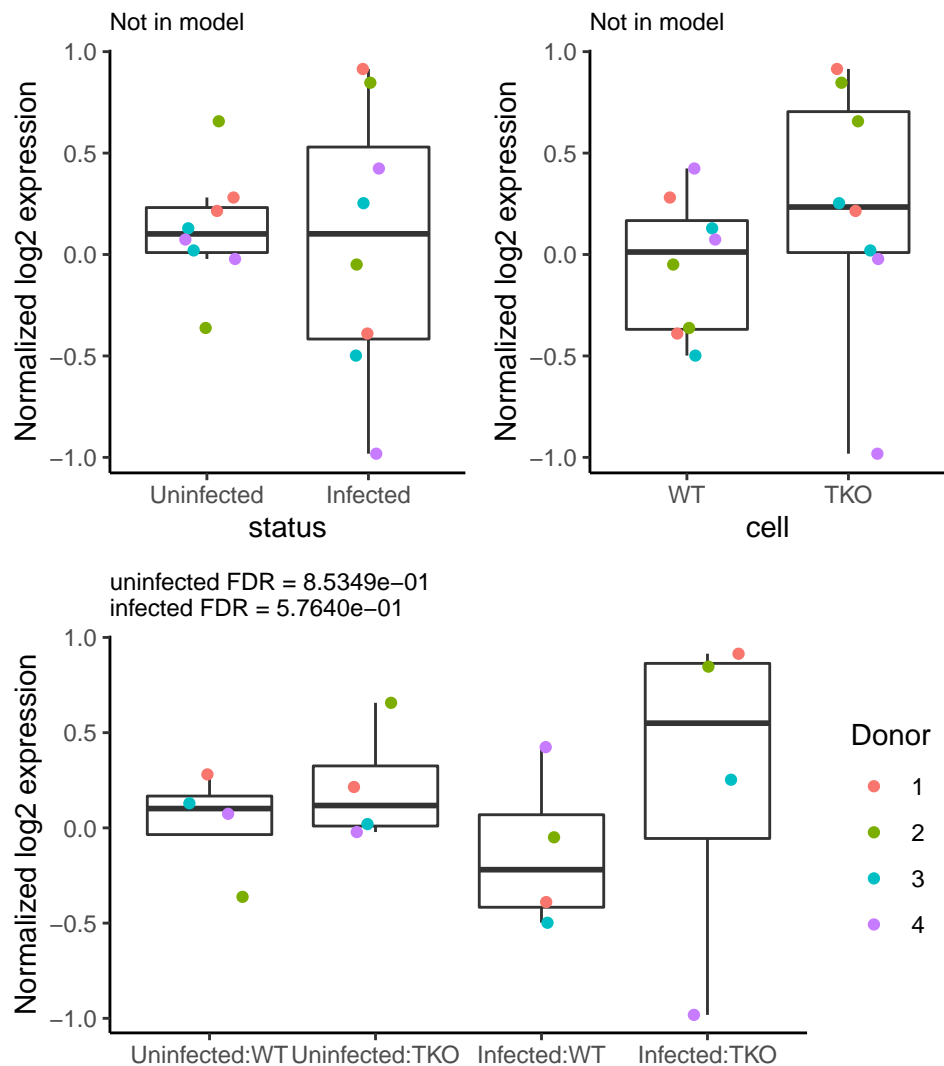 Not in model
Normalized log2 expression
1.0
0.5
0.0
−0.5
−1.0
Uninfected Infected
status
Not in model
Normalized log2 expression
1.0
0.5
0.0
−0.5
−1.0
WT TKO
cell
uninfected FDR = 8.5349e−01
infected FDR = 5.7640e−01
Normalized log2 expression
1.0
0.5
0.0
−0.5
−1.0
Uninfected:WT Uninfected:TKO Infected:WT Infected:TKO
Donor
1
2
3
4